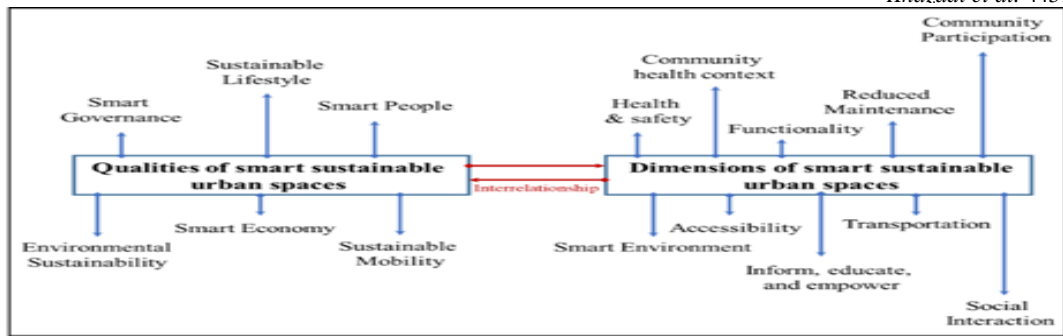 Community
Participation
Sustainable
Lifestyle
Community
health context
Smart
Governance
Smart People
Health
& safety
Reduced
Maintenance
Functionality
Qualities of smart sustainable
urban spaces
Interrelationship
Dimensions of smart sustainable
urban spaces
Environmental
Sustainability
Smart Economy
Sustainable
Mobility
Smart Environment
Accessibility
Transportation
Inform, educate,
and empower
Social
Interaction